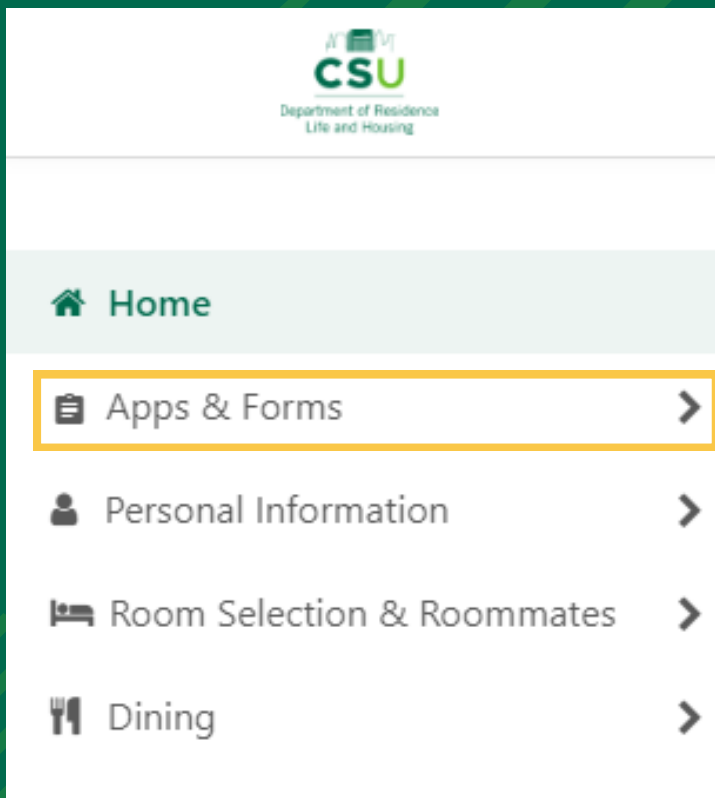 CSU
Department of Residence
Life and Housing
Home
Apps & Forms
Personal Information
Room Selection & Roommates
Dining